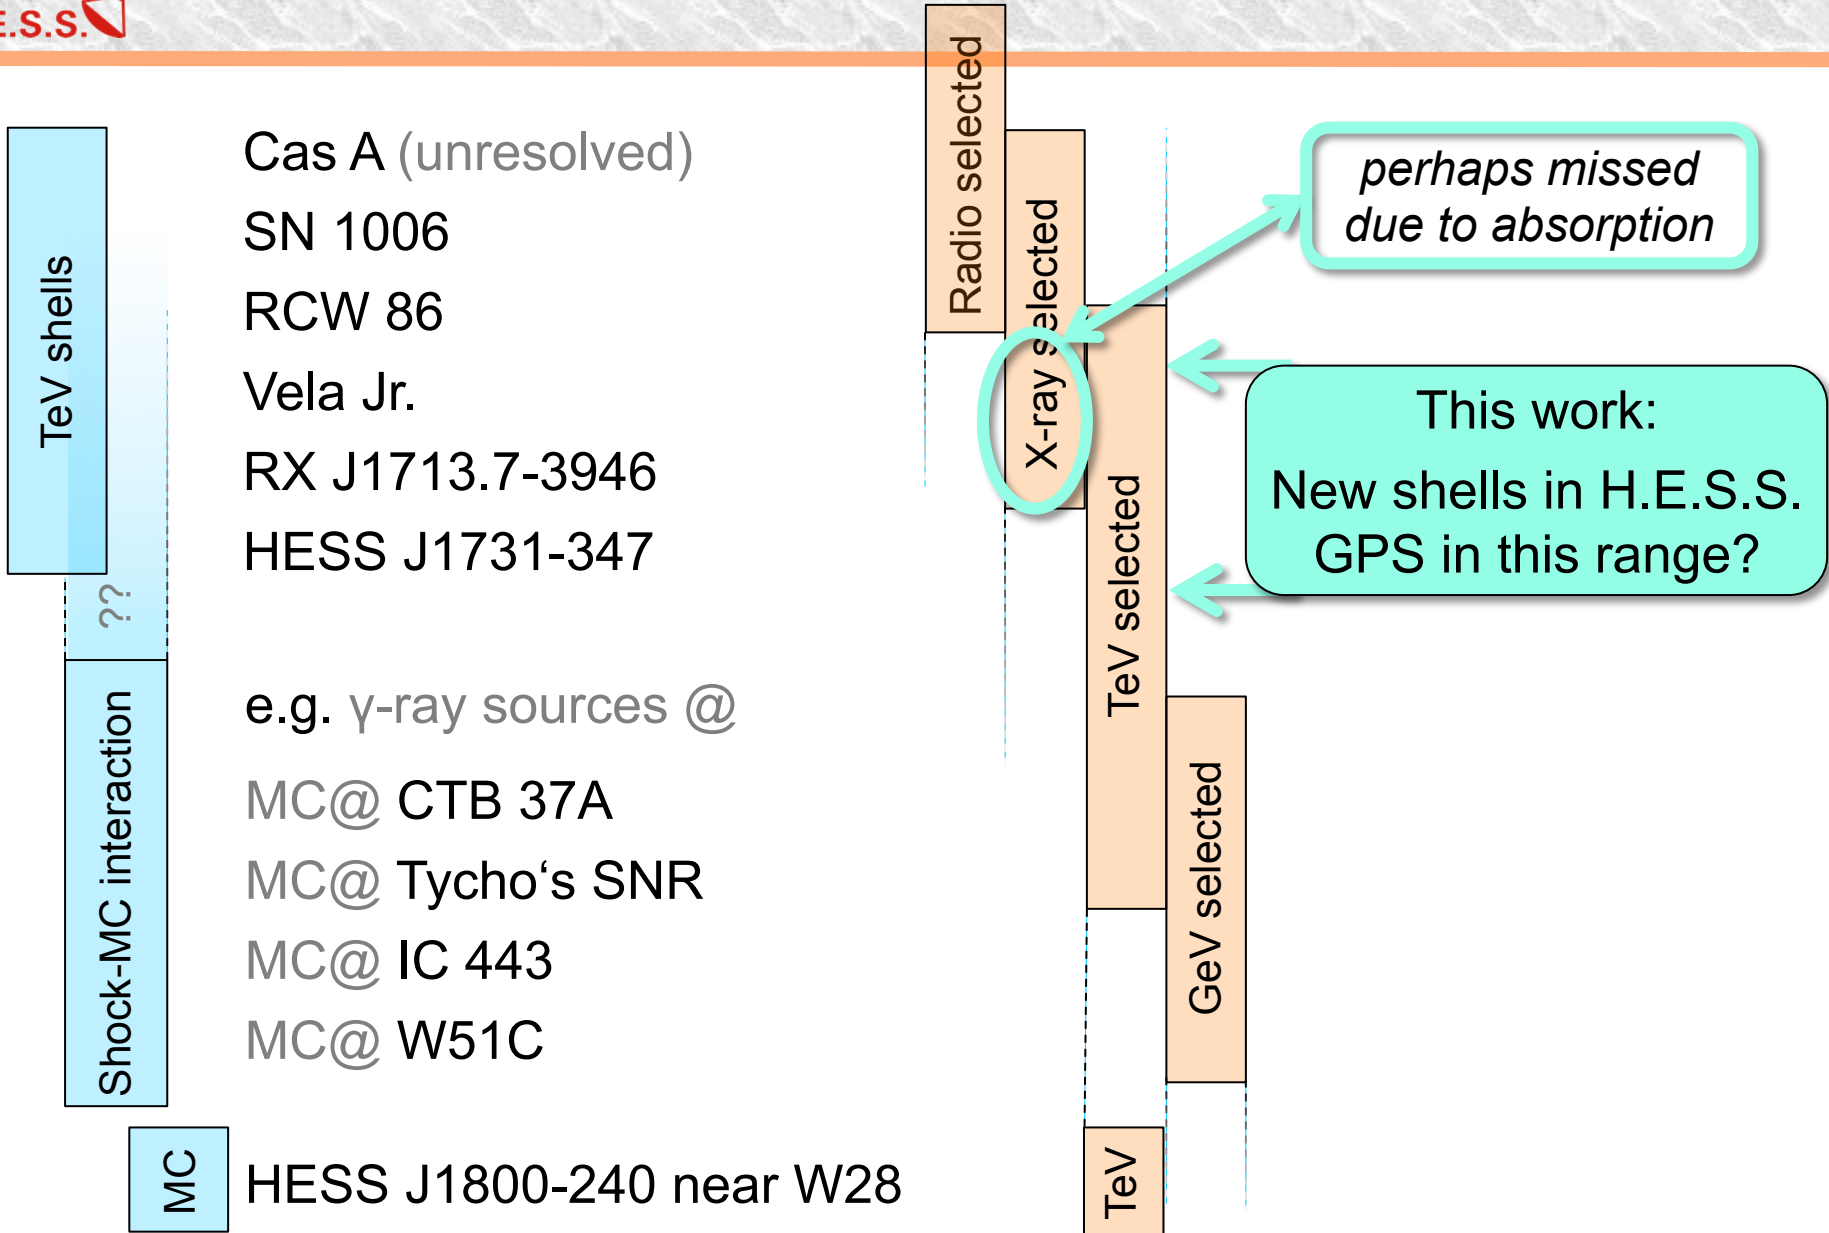 E.S.S.
TeV shells
??
Shock-MC interaction
MC
Cas A (unresolved)
SN 1006
RCW 86
Vela Jr.
RX J1713.7-3946
HESS J1731-347
e.g. γ-ray sources @
MC@ CTB 37A
MC@ Tycho‘s SNR
MC@ IC 443
MC@ W51C
HESS J1800-240 near W28
Radio selected
X-ray selected
TeV selected
GeV selected
TeV
perhaps missed
due to absorption
This work:
New shells in H.E.S.S.
GPS in this range?